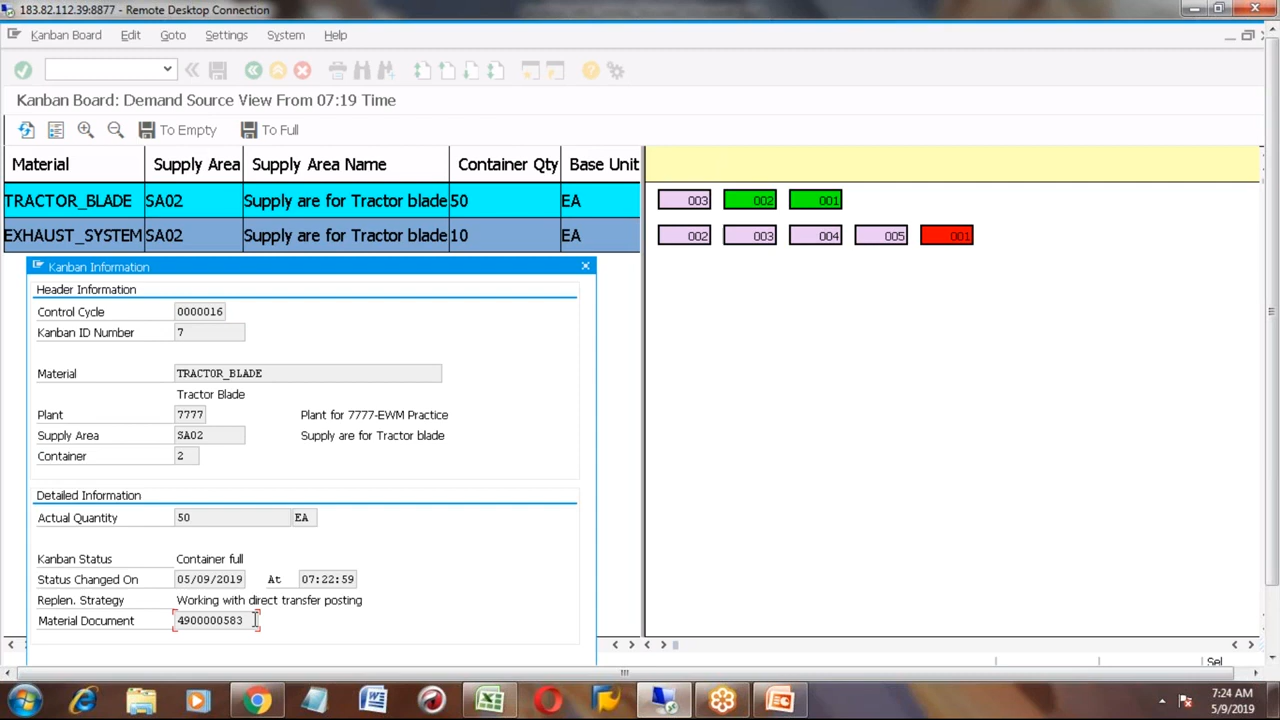 183.82.112.39:8877 - Remote Desktop Connection
Kanban Board Edit Goto Settings System Help
Kanban Board: Demand Source View From 07:19 Time
To Empty To Full
Material Supply Area Supply Area Name Container Qty Base Unit
TRACTOR_BLADE SA02 Supply are for Tractor blade 50 EA 003 002 001
EXHAUST_SYSTEM SA02 Supply are for Tractor blade 10 EA 002 003 004 005 001
Kanban Information
Header Information
Control Cycle 0000016
Kanban ID Number 7
Material TRACTOR_BLADE
Tractor Blade
Plant 7777 Plant for 7777-EWM Practice
Supply Area SA02 Supply are for Tractor blade
Container 2
Detailed Information
Actual Quantity 50 EA
Kanban Status Container full
Status Changed On 05/09/2019 At 07:22:59
Replen. Strategy Working with direct transfer posting
Material Document 4900000583
Sel
7:24 AM
5/9/2019